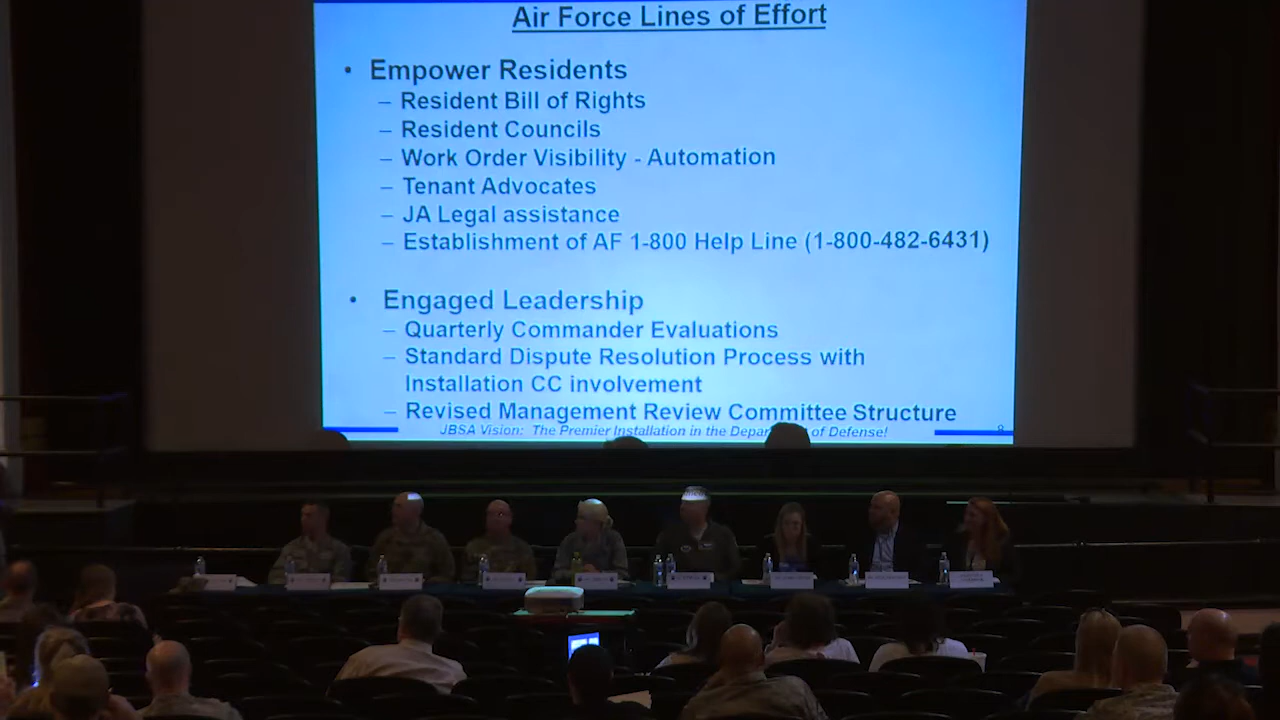 Air Force Lines of Effort
• Empower Residents
– Resident Bill of Rights
– Resident Councils
– Work Order Visibility - Automation
– Tenant Advocates
– JA Legal assistance
– Establishment of AF 1-800 Help Line (1-800-482-6431)
• Engaged Leadership
– Quarterly Commander Evaluations
– Standard Dispute Resolution Process with
Installation CC involvement
– Revised Management Review Committee Structure
JBSA Vision: The Premier Installation in the of Defense!
8